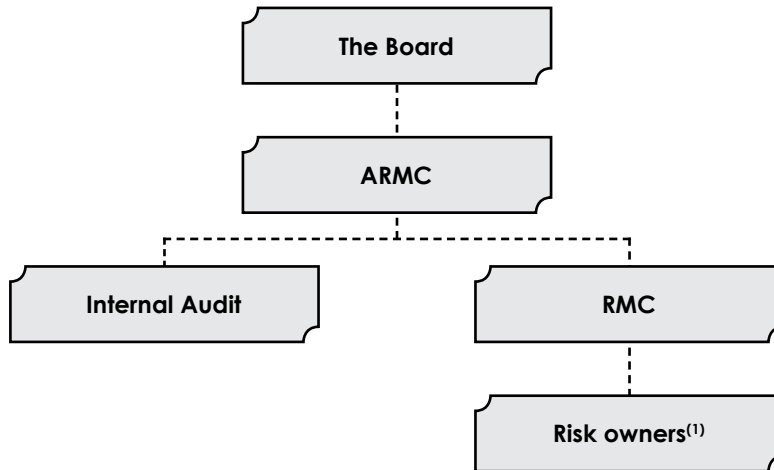 The Board
ARMC
Internal Audit
RMC
Risk owners(1)